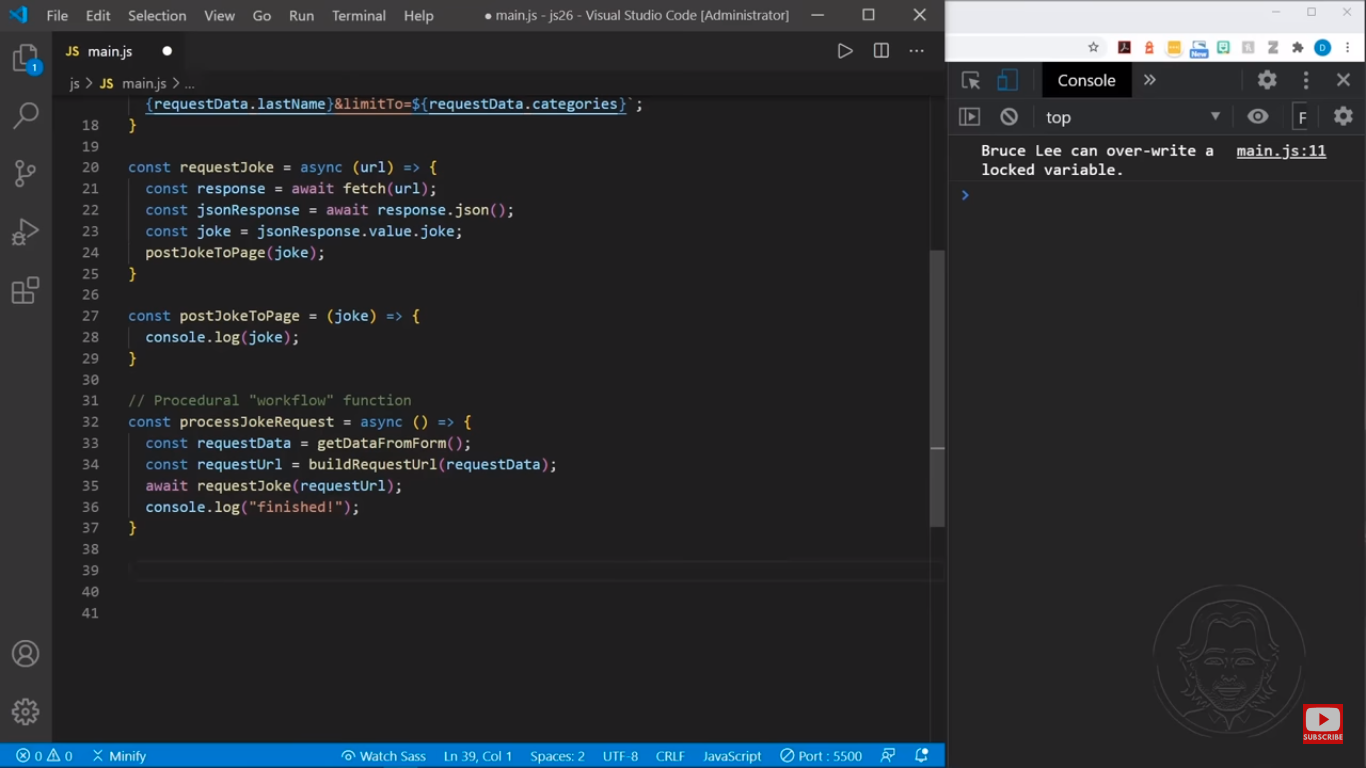 File Edit Selection View Go Run Terminal Help ● main.js - js26 - Visual Studio Code [Administrator]
JS main.js
js > JS main.js > ...
{requestData.lastName}&limitTo=${requestData.categories}`;
18 }
19
20 const requestJoke = async (url) => {
21 const response = await fetch(url);
22 const jsonResponse = await response.json();
23 const joke = jsonResponse.value.joke;
24 postJokeToPage(joke);
25 }
26
27 const postJokeToPage = (joke) => {
28 console.log(joke);
29 }
30
31 // Procedural "workflow" function
32 const processJokeRequest = async () => {
33 const requestData = getDataFromForm();
34 const requestUrl = buildRequestUrl(requestData);
35 await requestJoke(requestUrl);
36 console.log("finished!");
37 }
38
39
40
41
1
0 0 Minify Watch Sass Ln 39, Col 1 Spaces: 2 UTF-8 CRLF JavaScript Port : 5500
New Z D
Console
top F
Bruce Lee can over-write a main.js:11
locked variable.
SUBSCRIBE